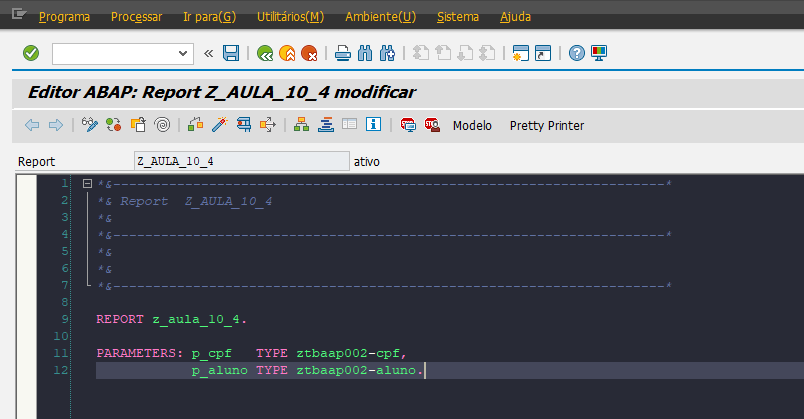 Programa Processar Ir para(G) Utilitários(M) Ambiente(U) Sistema Ajuda
Editor ABAP: Report Z_AULA_10_4 modificar
Modelo Pretty Printer
Report Z_AULA_10_4 ativo
1 *&---------------------------------------------------------------------*
2 *& Report  Z_AULA_10_4
3 *&
4 *&---------------------------------------------------------------------*
5 *&
6 *&
7 *&---------------------------------------------------------------------*
8
9 REPORT z_aula_10_4.
10
11 PARAMETERS: p_cpf   TYPE ztbaap002-cpf,
12             p_aluno TYPE ztbaap002-aluno.